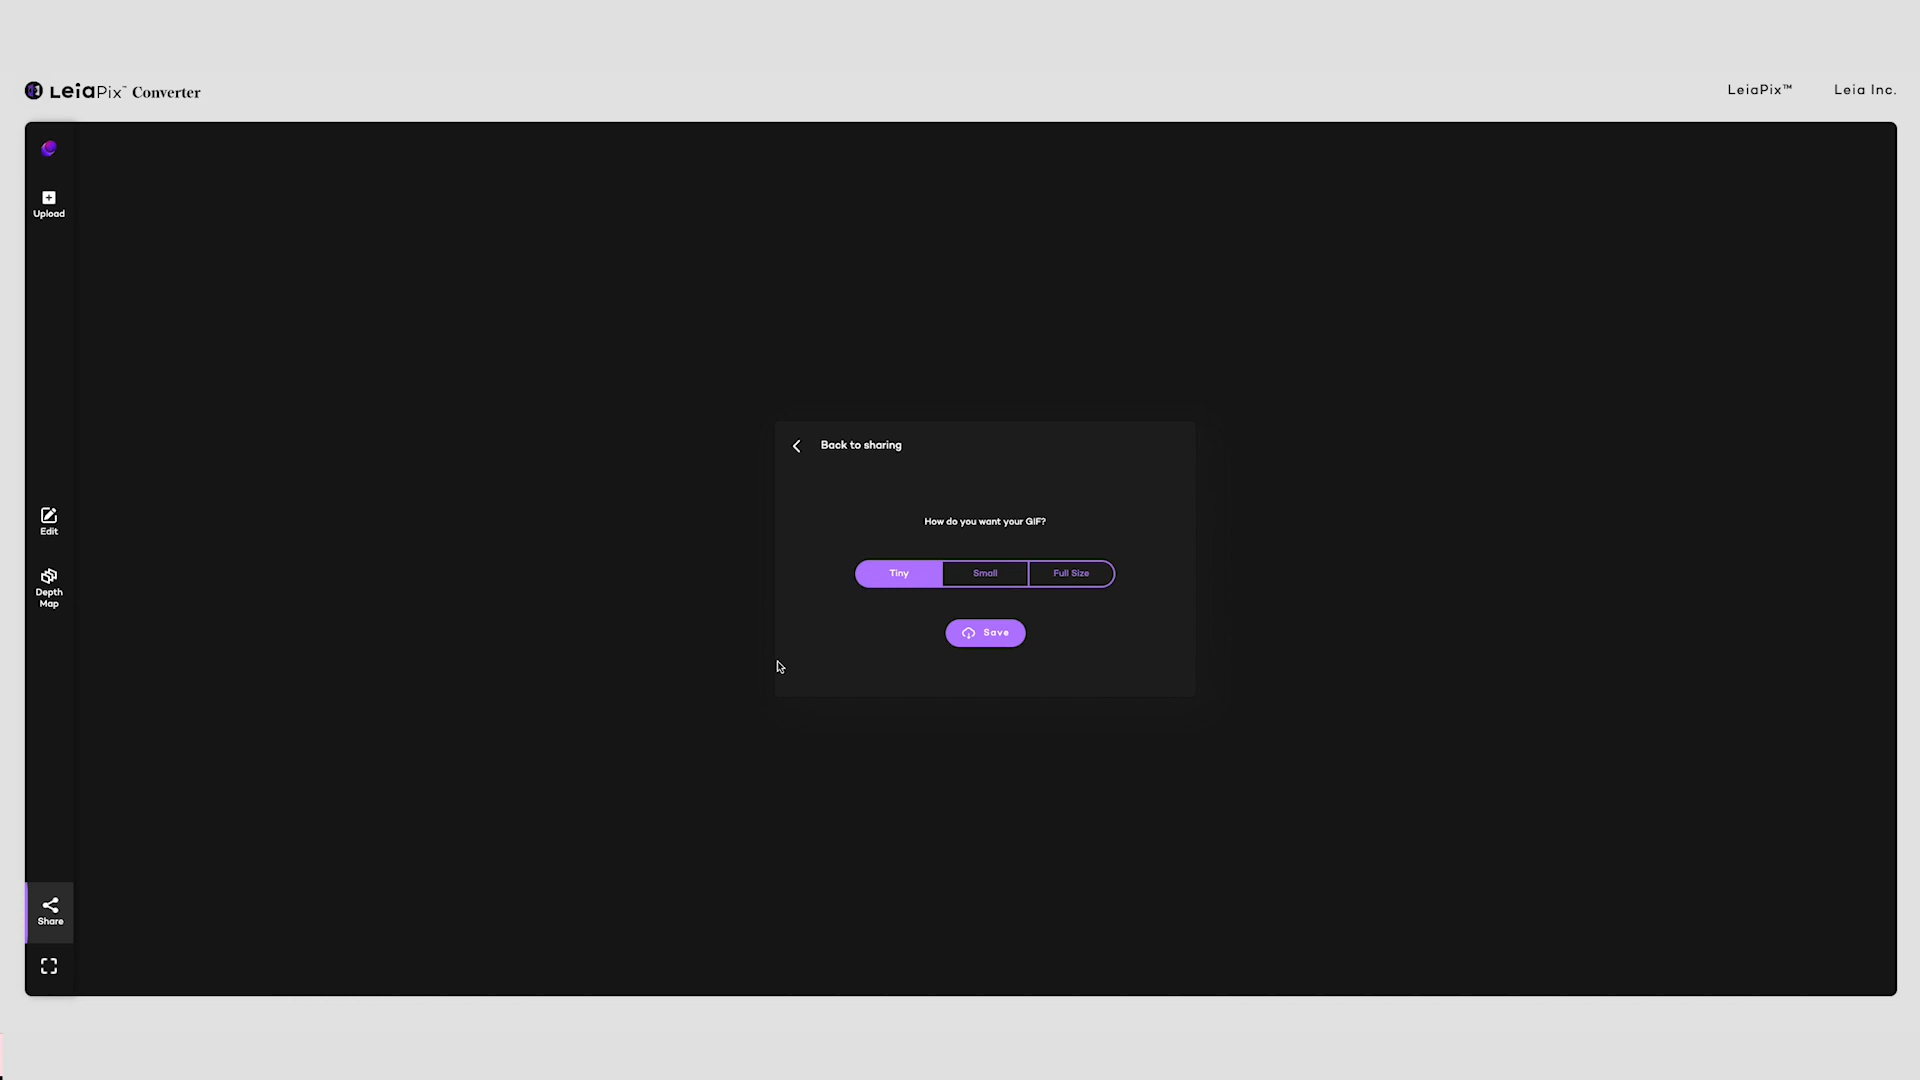 LeiaPix™ Converter
LeiaPix™
Leia Inc.
Upload
Back to sharing
How do you want your GIF?
Tiny
Small
Full Size
Save
Edit
Depth
Map
Share